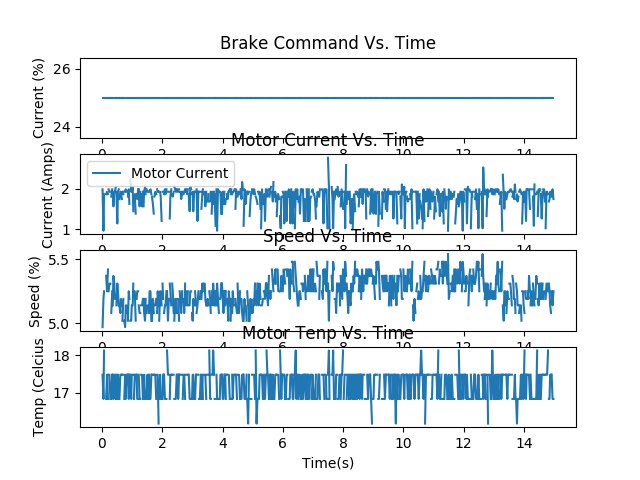 Brake Command Vs. Time
26
24
Current (%)
0 2 4 6 8 10 12 14
Motor Current Vs. Time
Motor Current
2
1
Current (Amps)
Speed Vs. Time
5.5
5.0
Speed (%)
Motor Tenp Vs. Time
18
17
Temp (Celcius
0 2 4 6 8 10 12 14
Time(s)